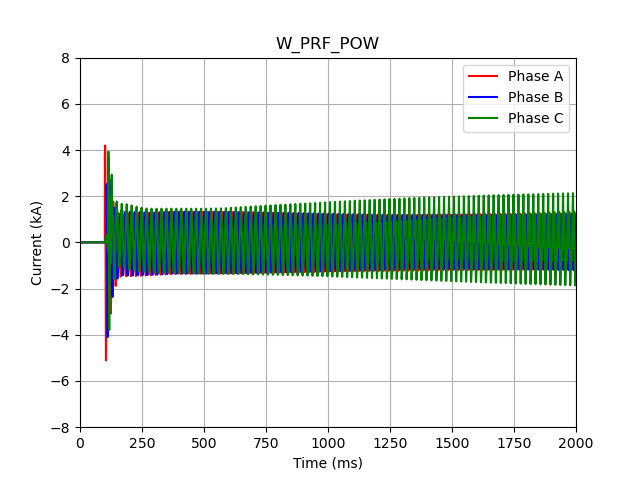 W_PRF_POW
Phase A
Phase B
Phase C
8
6
4
2
0
−2
−4
−6
−8
Current (kA)
0 250 500 750 1000 1250 1500 1750 2000
Time (ms)